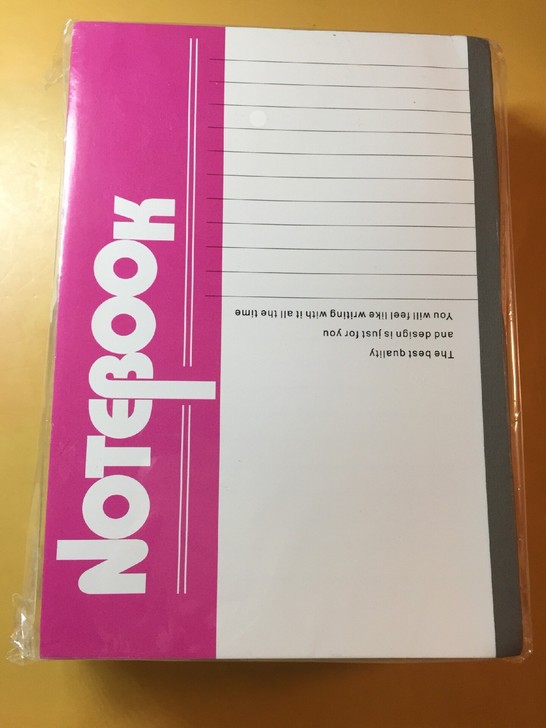 NOTEBOOK
The best quality
and design is just for you
You will feel like writing with it all the time